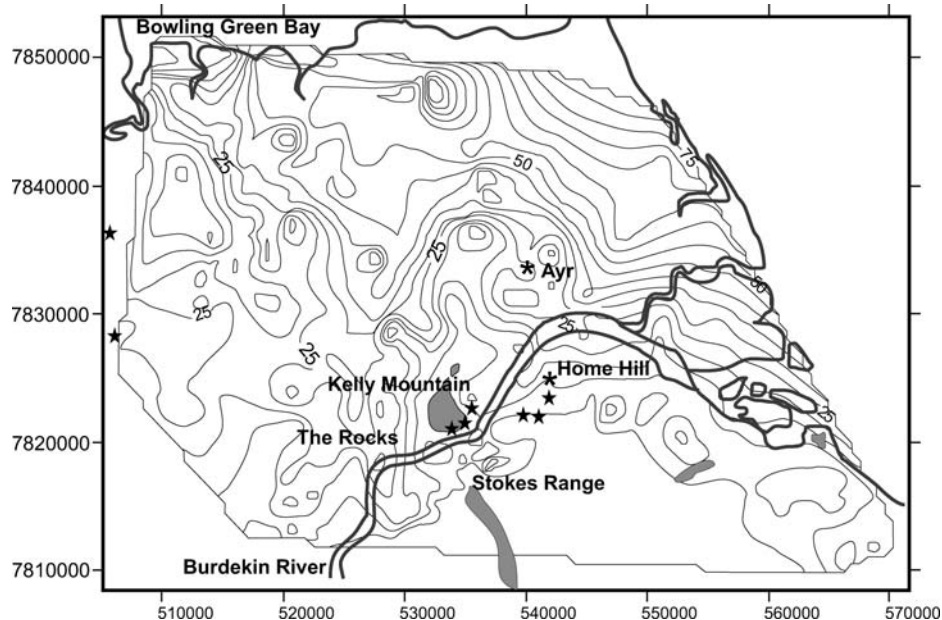 Bowling Green Bay
7850000
75
50
25
7840000
25
Ayr
50
25
7830000
25
25
Home Hill
Kelly Mountain
75
7820000
The Rocks
Stokes Range
Burdekin River
7810000
510000 520000 530000 540000 550000 560000 570000